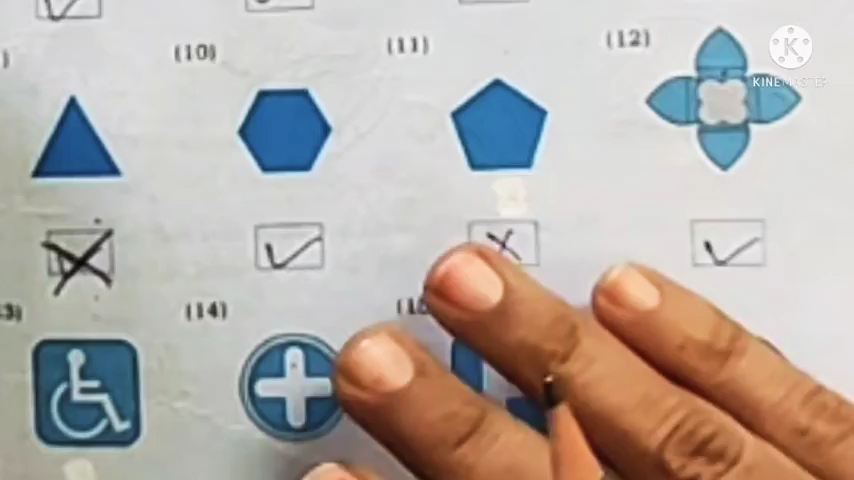 (10)
(11)
(12)
K
KINEMASTER
(14)